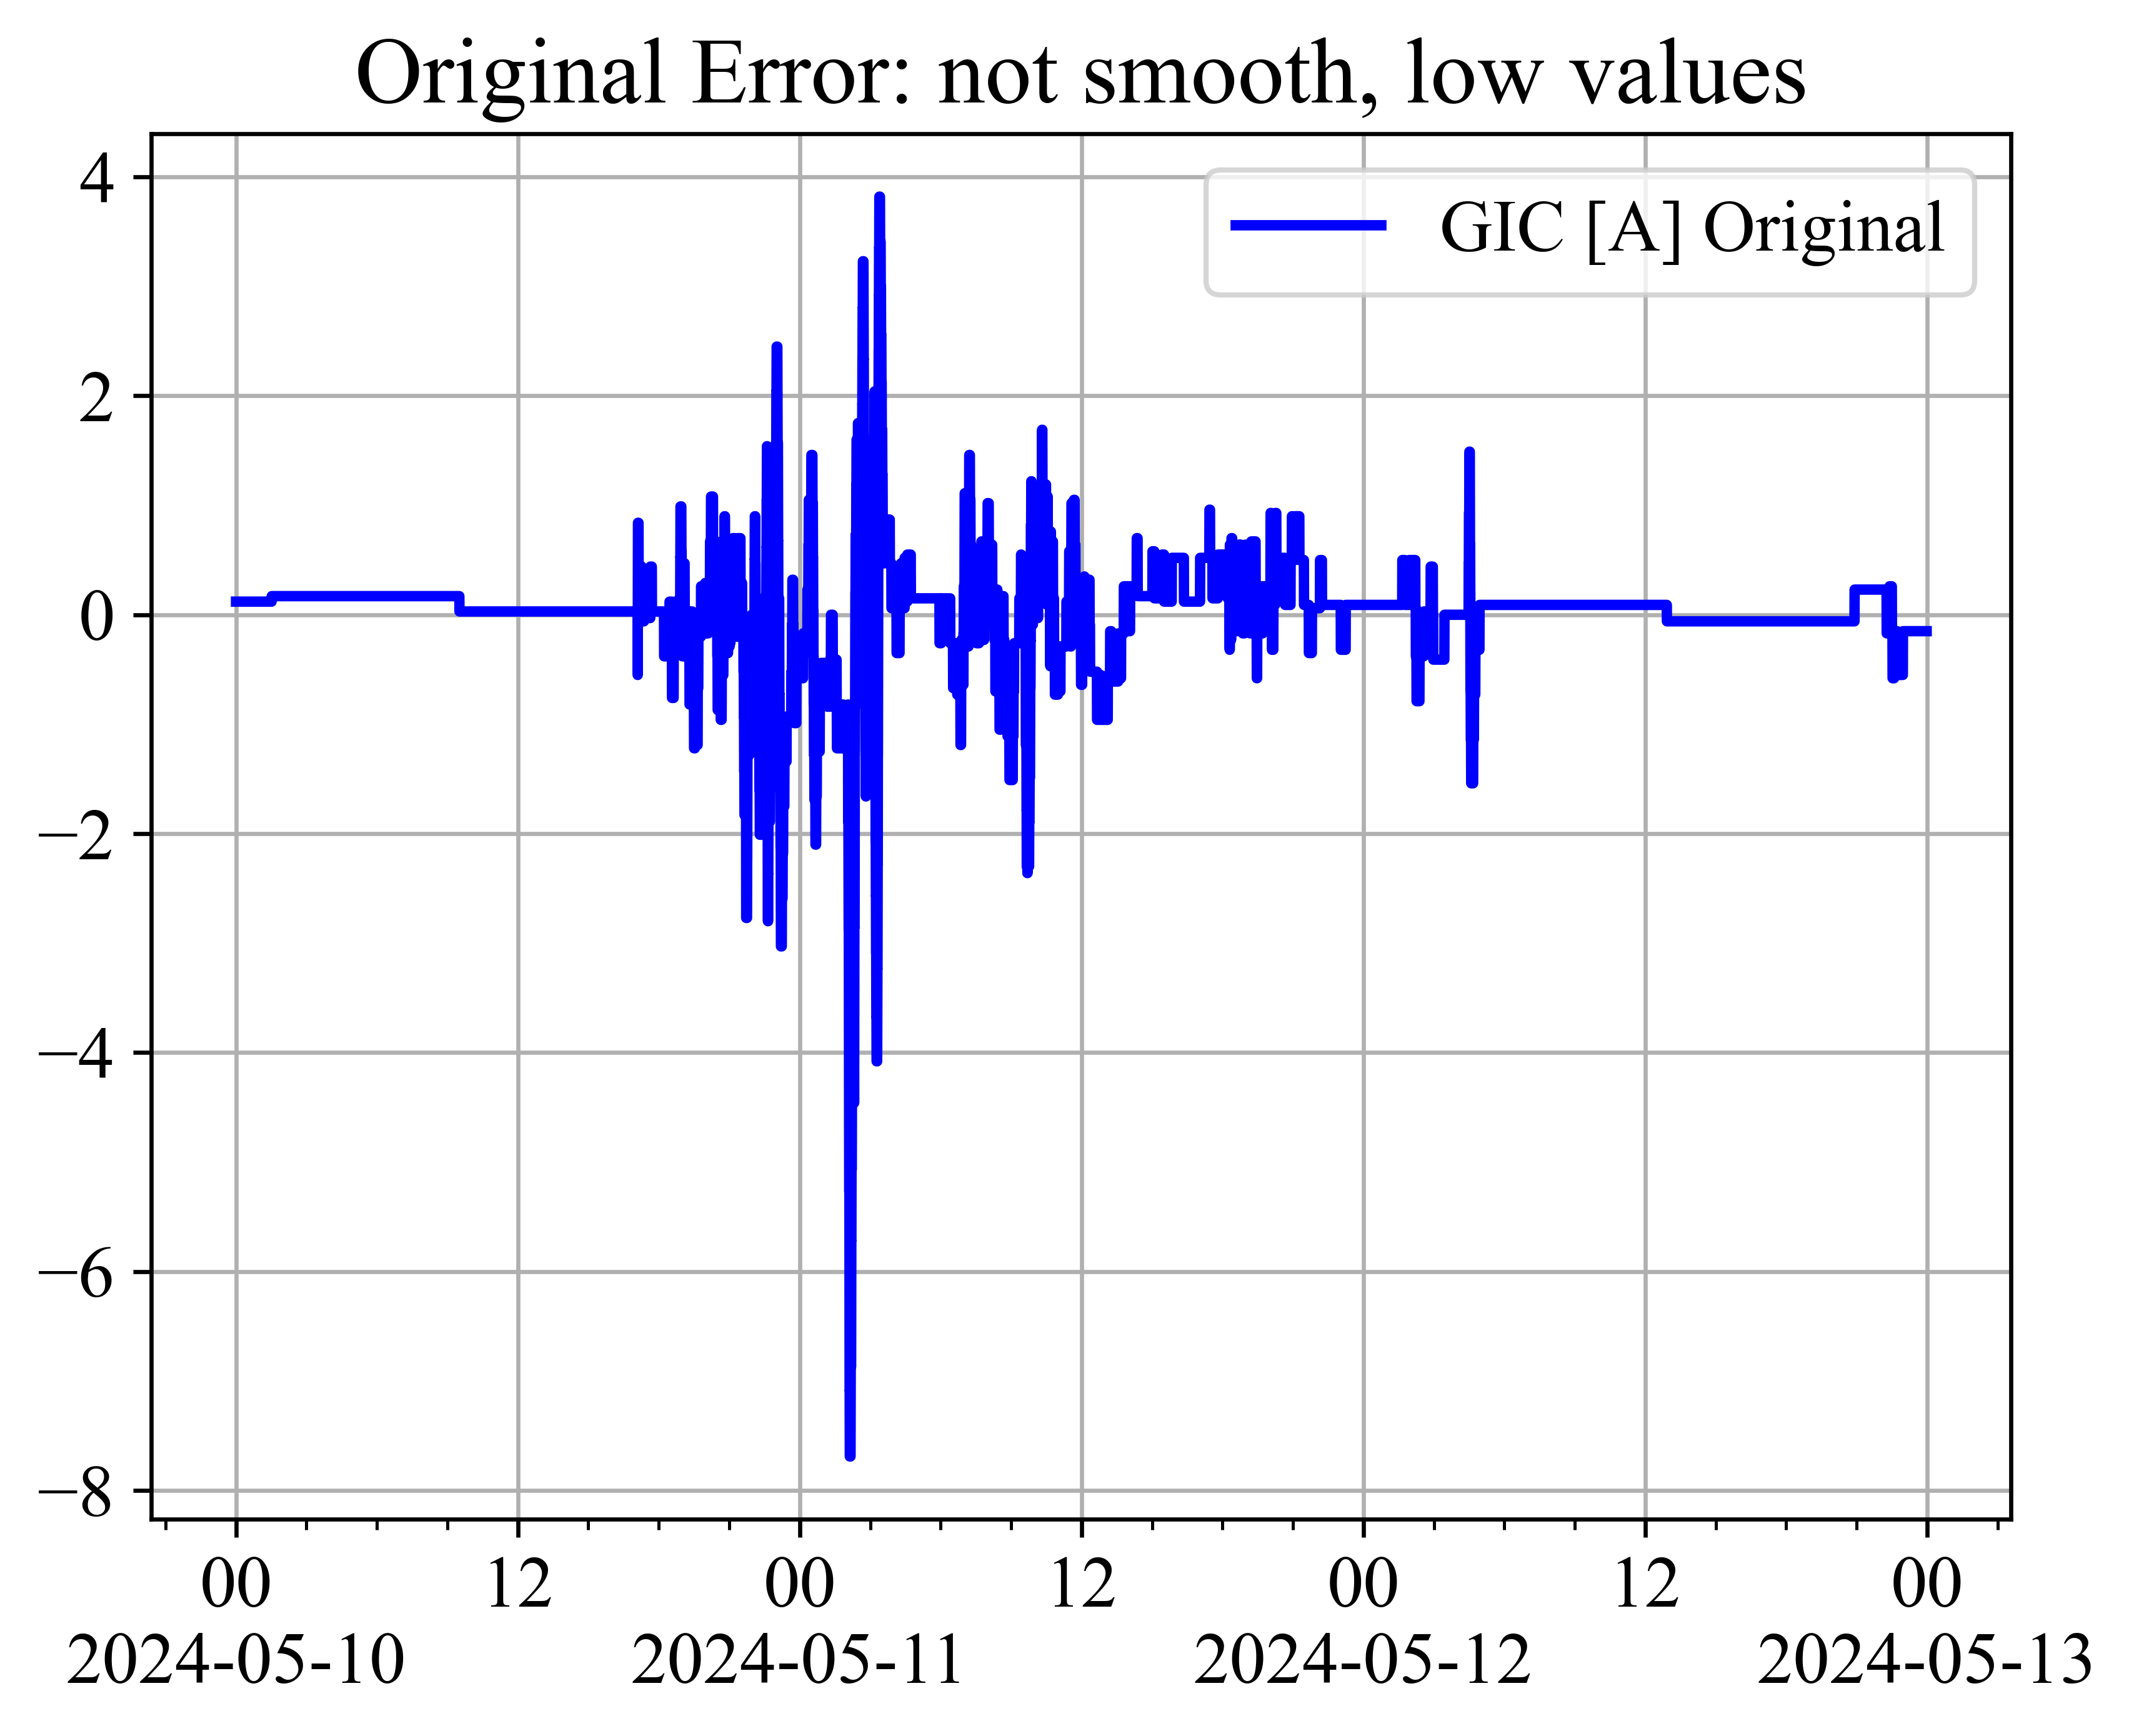 Original Error: not smooth, low values
GIC [A] Original
4
2
0
−2
−4
−6
−8
00 12 00 12 00 12 00
2024-05-10 2024-05-11 2024-05-12 2024-05-13